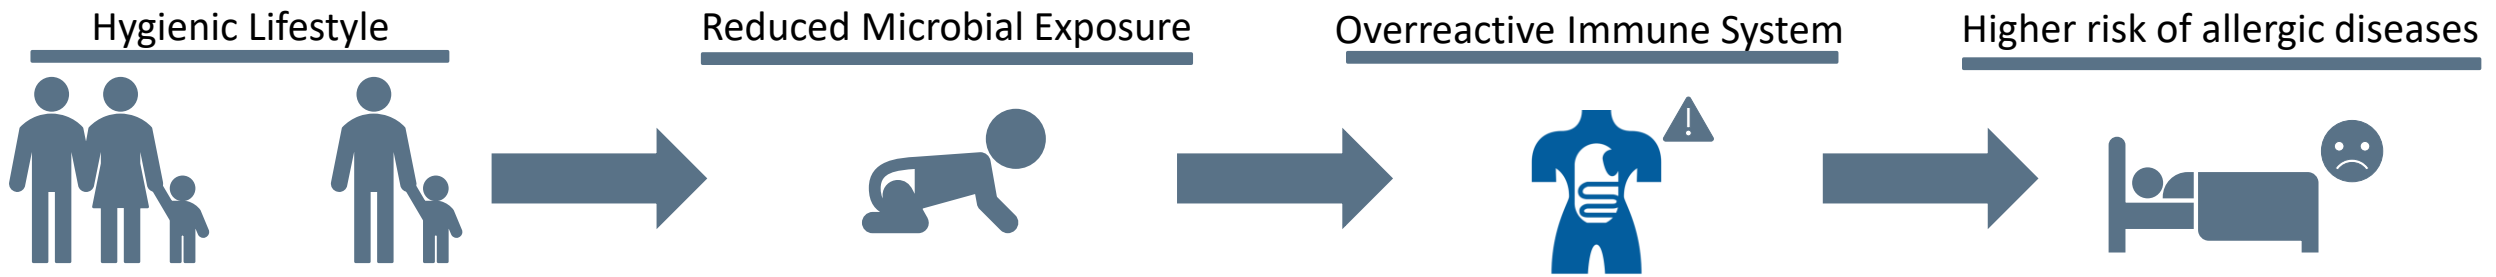 Hygienic Lifestyle
Reduced Microbial Exposure
Overreactive Immune System
Higher risk of allergic diseases